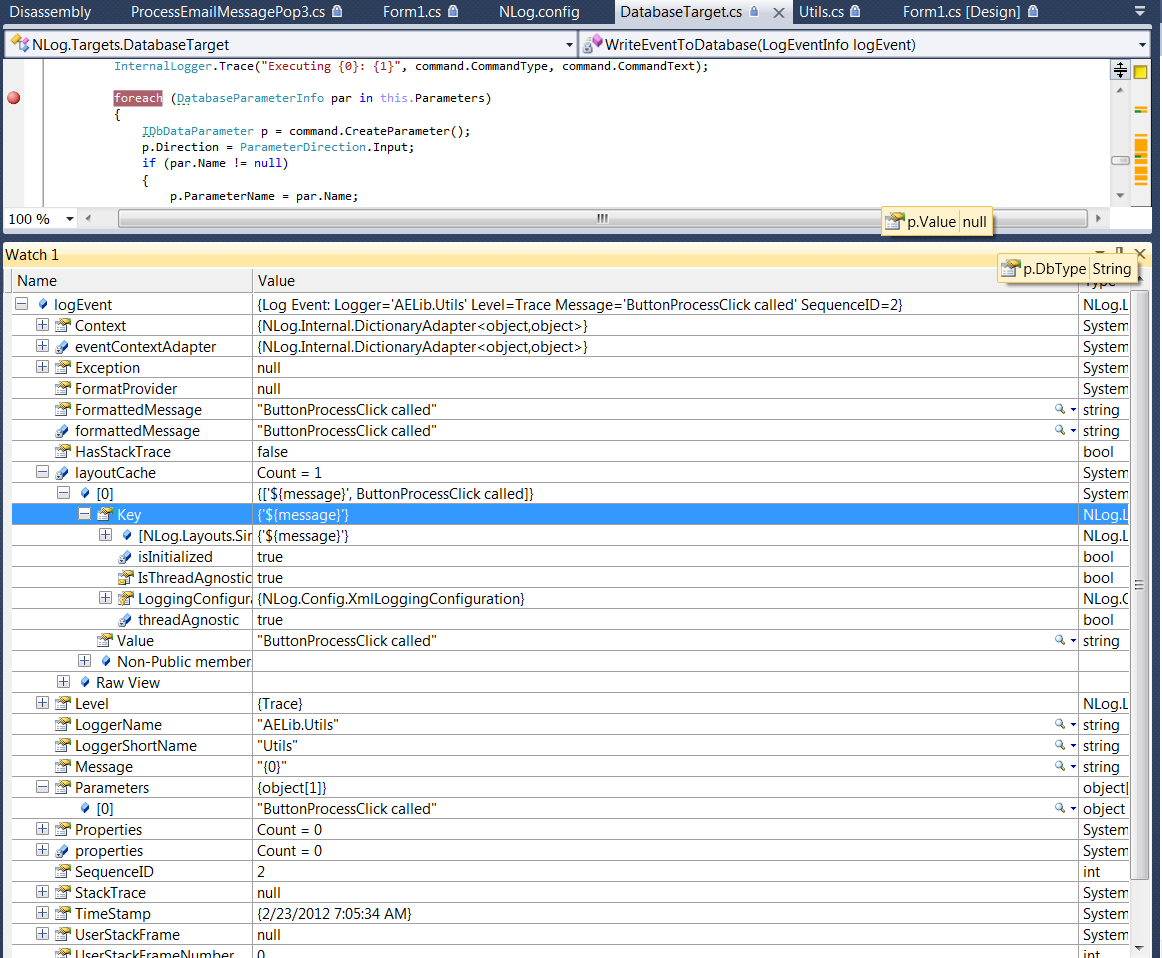 Disassembly ProcessEmailMessagePop3.cs Form1.cs NLog.config DatabaseTarget.cs Utils.cs Form1.cs [Design]
NLog.Targets.DatabaseTarget WriteEventToDatabase(LogEventInfo logEvent)
InternalLogger.Trace("Executing {0}: {1}", command.CommandType, command.CommandText);
foreach (DatabaseParameterInfo par in this.Parameters)
{
IDbDataParameter p = command.CreateParameter();
p.Direction = ParameterDirection.Input;
if (par.Name != null)
{
p.ParameterName = par.Name;
100 %
p.Value null
Watch 1
p.DbType String
Name Value Type
logEvent {Log Event: Logger='AELib.Utils' Level=Trace Message='ButtonProcessClick called' SequenceID=2} NLog.L
Context {NLog.Internal.DictionaryAdapter<object,object>} System
eventContextAdapter {NLog.Internal.DictionaryAdapter<object,object>} System
Exception null System
FormatProvider null System
FormattedMessage "ButtonProcessClick called" string
formattedMessage "ButtonProcessClick called" string
HasStackTrace false bool
layoutCache Count = 1 System
[0] {['${message}', ButtonProcessClick called]} System
Key {'${message}'} NLog.L
[NLog.Layouts.Sir {'${message}'} NLog.L
isInitialized true bool
IsThreadAgnostic true bool
LoggingConfigura {NLog.Config.XmlLoggingConfiguration} NLog.C
threadAgnostic true bool
Value "ButtonProcessClick called" string
Non-Public member
Raw View
Level {Trace} NLog.L
LoggerName "AELib.Utils" string
LoggerShortName "Utils" string
Message "{0}" string
Parameters {object[1]} object[
[0] "ButtonProcessClick called" object
Properties Count = 0 System
properties Count = 0 System
SequenceID 2 int
StackTrace null System
TimeStamp {2/23/2012 7:05:34 AM} System
UserStackFrame null System
UserStackFrameNumber 0 int